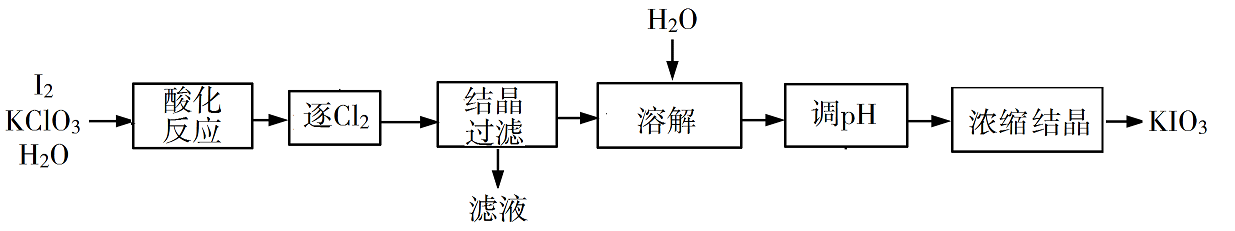 I₂
KClO₃
H₂O
酸化
反应
逐Cl₂
结晶
过滤
滤液
H₂O
溶解
调pH
浓缩结晶
KIO₃